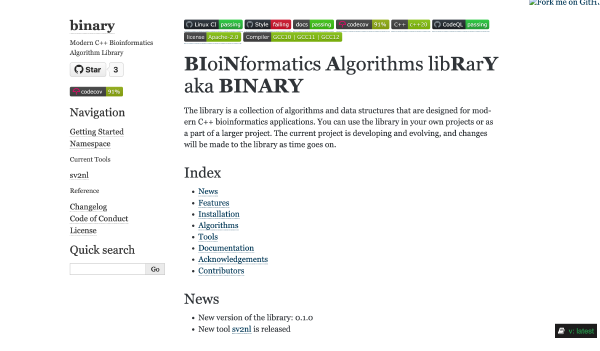 Fork me on GitH
binary
Modern C++ Bioinformatics
Algorithm Library
Star 3
codecov 91%
Navigation
Getting Started
Namespace
Current Tools
sv2nl
Reference
Changelog
Code of Conduct
License
Quick search
Go
Linux CI passing Style failing docs passing codecov 91% C++ c++20 CodeQL passing
license Apache-2.0 Compiler GCC10 | GCC11 | GCC12
BIoiNformatics Algorithms libRarY
aka BINARY
The library is a collection of algorithms and data structures that are designed for mod-
ern C++ bioinformatics applications. You can use the library in your own projects or as
a part of a larger project. The current project is developing and evolving, and changes
will be made to the library as time goes on.
Index
• News
• Features
• Installation
• Algorithms
• Tools
• Documentation
• Acknowledgements
• Contributors
News
• New version of the library: 0.1.0
• New tool sv2nl is released
v: latest